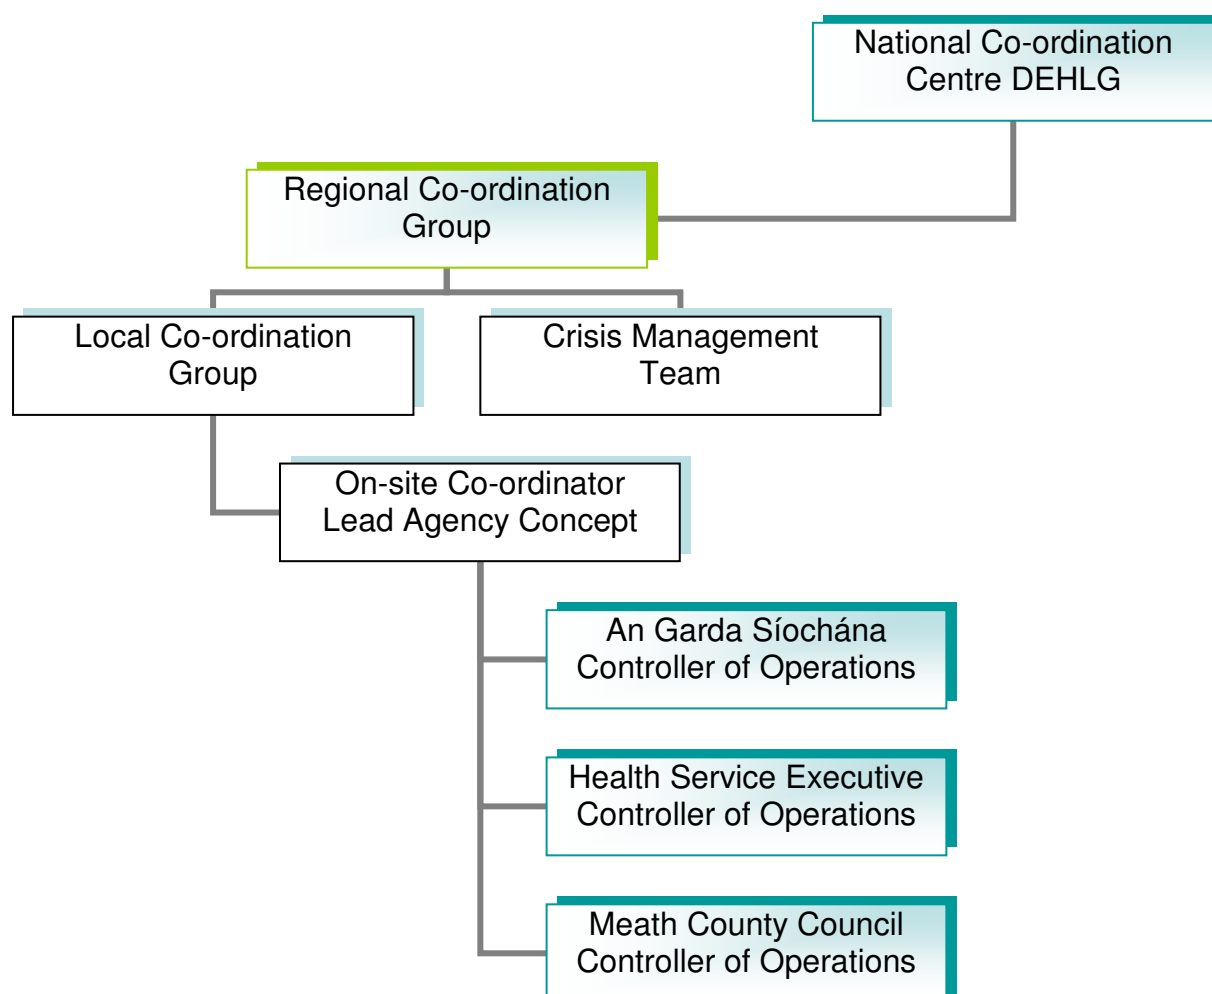 National Co-ordination
Centre DEHLG
Regional Co-ordination
Group
Local Co-ordination
Group
Crisis Management
Team
On-site Co-ordinator
Lead Agency Concept
An Garda Síochána
Controller of Operations
Health Service Executive
Controller of Operations
Meath County Council
Controller of Operations